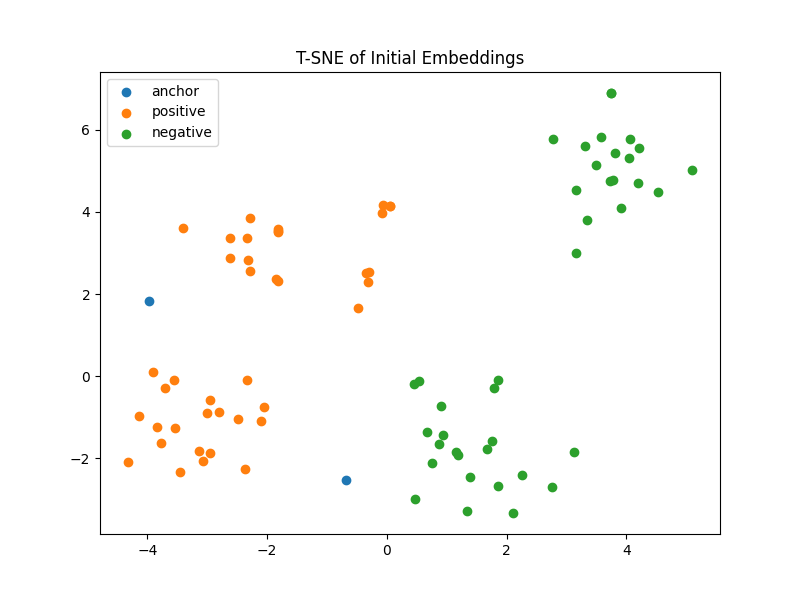 T-SNE of Initial Embeddings
anchor
positive
negative
6
4
2
0
−2
−4
−2
0
2
4